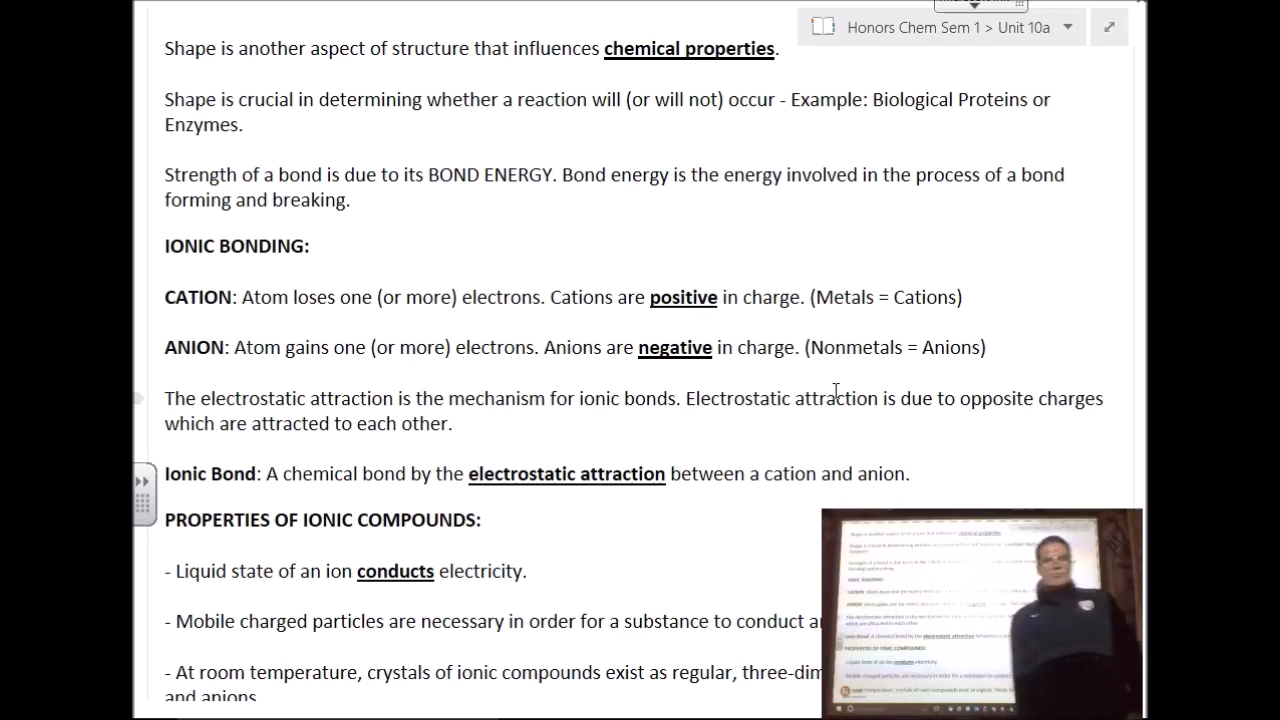 Honors Chem Sem 1 > Unit 10a
Shape is another aspect of structure that influences chemical properties.
Shape is crucial in determining whether a reaction will (or will not) occur - Example: Biological Proteins or
Enzymes.
Strength of a bond is due to its BOND ENERGY. Bond energy is the energy involved in the process of a bond
forming and breaking.
IONIC BONDING:
CATION: Atom loses one (or more) electrons. Cations are positive in charge. (Metals = Cations)
ANION: Atom gains one (or more) electrons. Anions are negative in charge. (Nonmetals = Anions)
The electrostatic attraction is the mechanism for ionic bonds. Electrostatic attraction is due to opposite charges
which are attracted to each other.
Ionic Bond: A chemical bond by the electrostatic attraction between a cation and anion.
PROPERTIES OF IONIC COMPOUNDS:
- Liquid state of an ion conducts electricity.
- Mobile charged particles are necessary in order for a substance to conduct
- At room temperature, crystals of ionic compounds exist as regular,
and anions